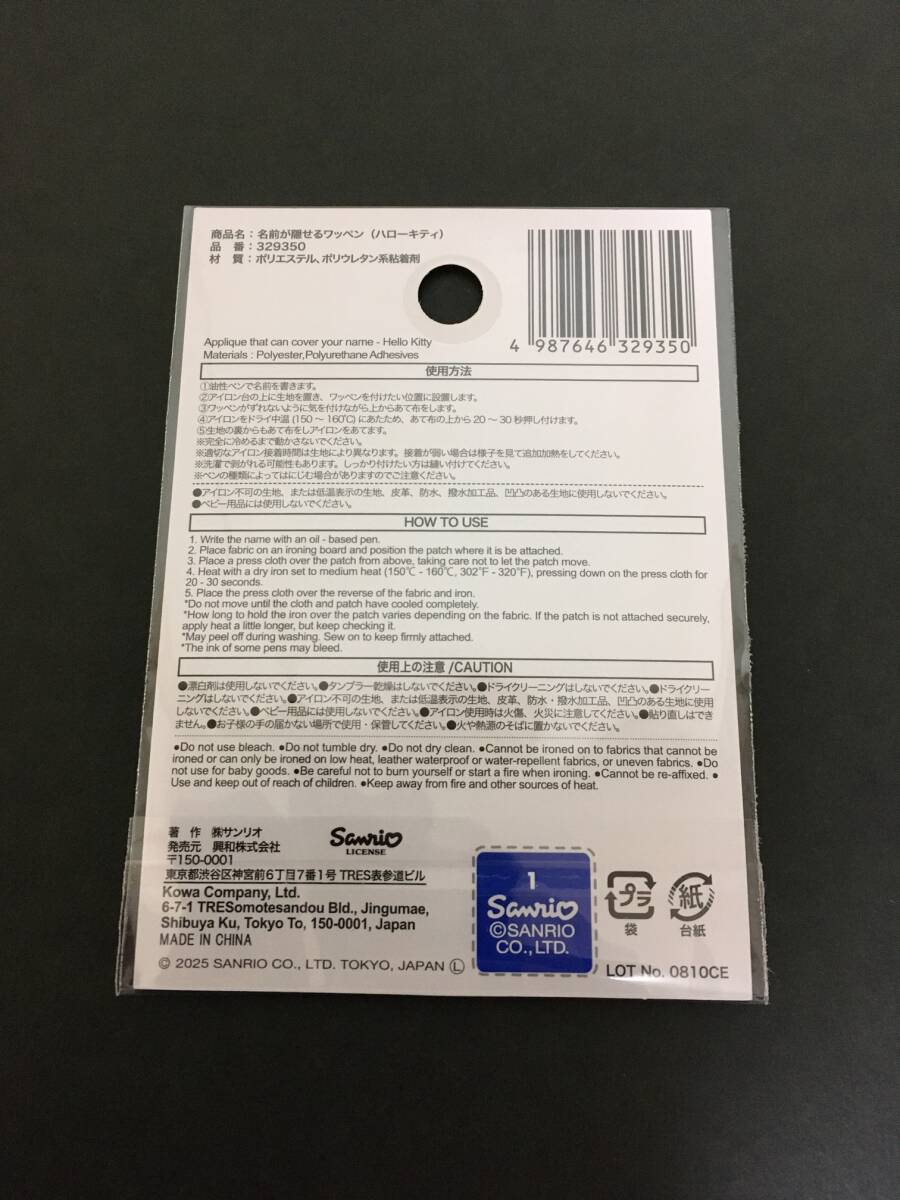 商品名：名前が隠せるワッペン（ハローキティ）
品　番：329350
材　質：ポリエステル、ポリウレタン系粘着剤
4 987646 329350
Applique that can cover your name - Hello Kitty
Materials : Polyester,Polyurethane Adhesives
使用方法
①油性ペンで名前を書きます。
②アイロン台の上に生地を置き、ワッペンを付けたい位置に設置します。
③ワッペンがずれないように気を付けながら上からあて布をします。
④アイロンをドライ中温（150 ～ 160℃）にあたため、あて布の上から 20 ～ 30 秒押し付けます。
⑤生地の裏からもあて布をしアイロンをあてます。
※完全に冷めるまで動かさないでください。
※適切なアイロン接着時間は生地により異なります。接着が弱い場合は様子を見て追加加熱をしてください。
※洗濯で剥がれる可能性もあります。しっかり付けたい方は縫い付けてください。
※ペンの種類によってはにじむ場合がありますのでご注意ください。
●アイロン不可の生地、または低温表示の生地、皮革、防水、撥水加工品、凹凸のある生地に使用しないでください。
●ベビー用品には使用しないでください。
HOW TO USE
1. Write the name with an oil - based pen.
2. Place fabric on an ironing board and position the patch where it is be attached.
3. Place a press cloth over the patch from above, taking care not to let the patch move.
4. Heat with a dry iron set to medium heat (150℃ - 160℃, 302℉ - 320℉), pressing down on the press cloth for
20 - 30 seconds.
5. Place the press cloth over the reverse of the fabric and iron.
*Do not move until the cloth and patch have cooled completely.
*How long to hold the iron over the patch varies depending on the fabric. If the patch is not attached securely,
apply heat a little longer, but keep checking it.
*May peel off during washing. Sew on to keep firmly attached.
*The ink of some pens may bleed.
使用上の注意 /CAUTION
●漂白剤は使用しないでください。●タンブラー乾燥はしないでください。●ドライクリーニングはしないでください。●ドライクリー
ニングはしないでください。●アイロン不可の生地、または低温表示の生地、皮革、防水・撥水加工品、凹凸のある生地に使用
しないでください。●ベビー用品には使用しないでください。●アイロン使用時は火傷、火災に注意してください。●貼り直しはでき
ません。●お子様の手の届かない場所で使用・保管してください。●火や熱源のそばに置かないでください。
●Do not use bleach. ●Do not tumble dry. ●Do not dry clean. ●Cannot be ironed on to fabrics that cannot be
ironed or can only be ironed on low heat, leather waterproof or water-repellent fabrics, or uneven fabrics. ●Do
not use for baby goods. ●Be careful not to burn yourself or start a fire when ironing. ●Cannot be re-affixed. ●
Use and keep out of reach of children. ●Keep away from fire and other sources of heat.
著　作　㈱サンリオ
発売元　興和株式会社
〒150-0001
東京都渋谷区神宮前6丁目7番1号 TRES表参道ビル
Kowa Company, Ltd.
6-7-1 TRESomotesandou Bld., Jingumae,
Shibuya Ku, Tokyo To, 150-0001, Japan
MADE IN CHINA
© 2025 SANRIO CO., LTD. TOKYO, JAPAN Ⓛ
Sanrio
LICENSE
1
Sanrio
©SANRIO
CO., LTD.
プラ
袋
紙
台紙
LOT No. 0810CE